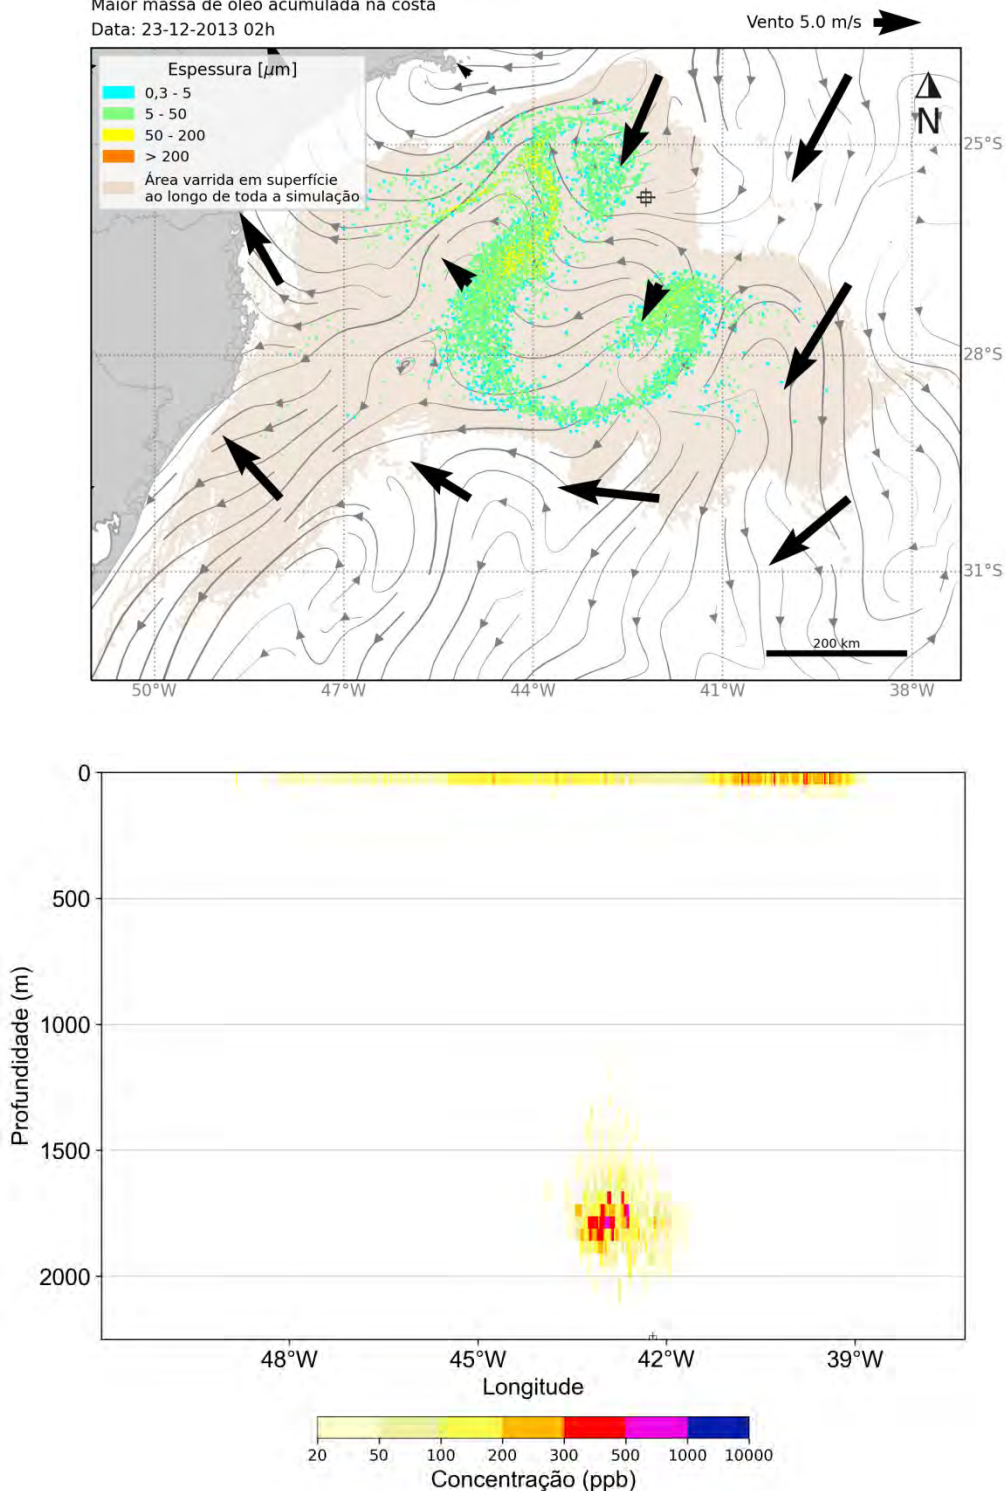 Maior massa de óleo acumulada na costa
Data: 23-12-2013 02h
Vento 5.0 m/s
Espessura [µm]
0,3 - 5
5 - 50
50 - 200
> 200
Área varrida em superfície
ao longo de toda a simulação
N
25°S
28°S
31°S
200 km
50°W 47°W 44°W 41°W 38°W
0
500
1000
1500
2000
Profundidade (m)
48°W 45°W 42°W 39°W
Longitude
20 50 100 200 300 500 1000 10000
Concentração (ppb)